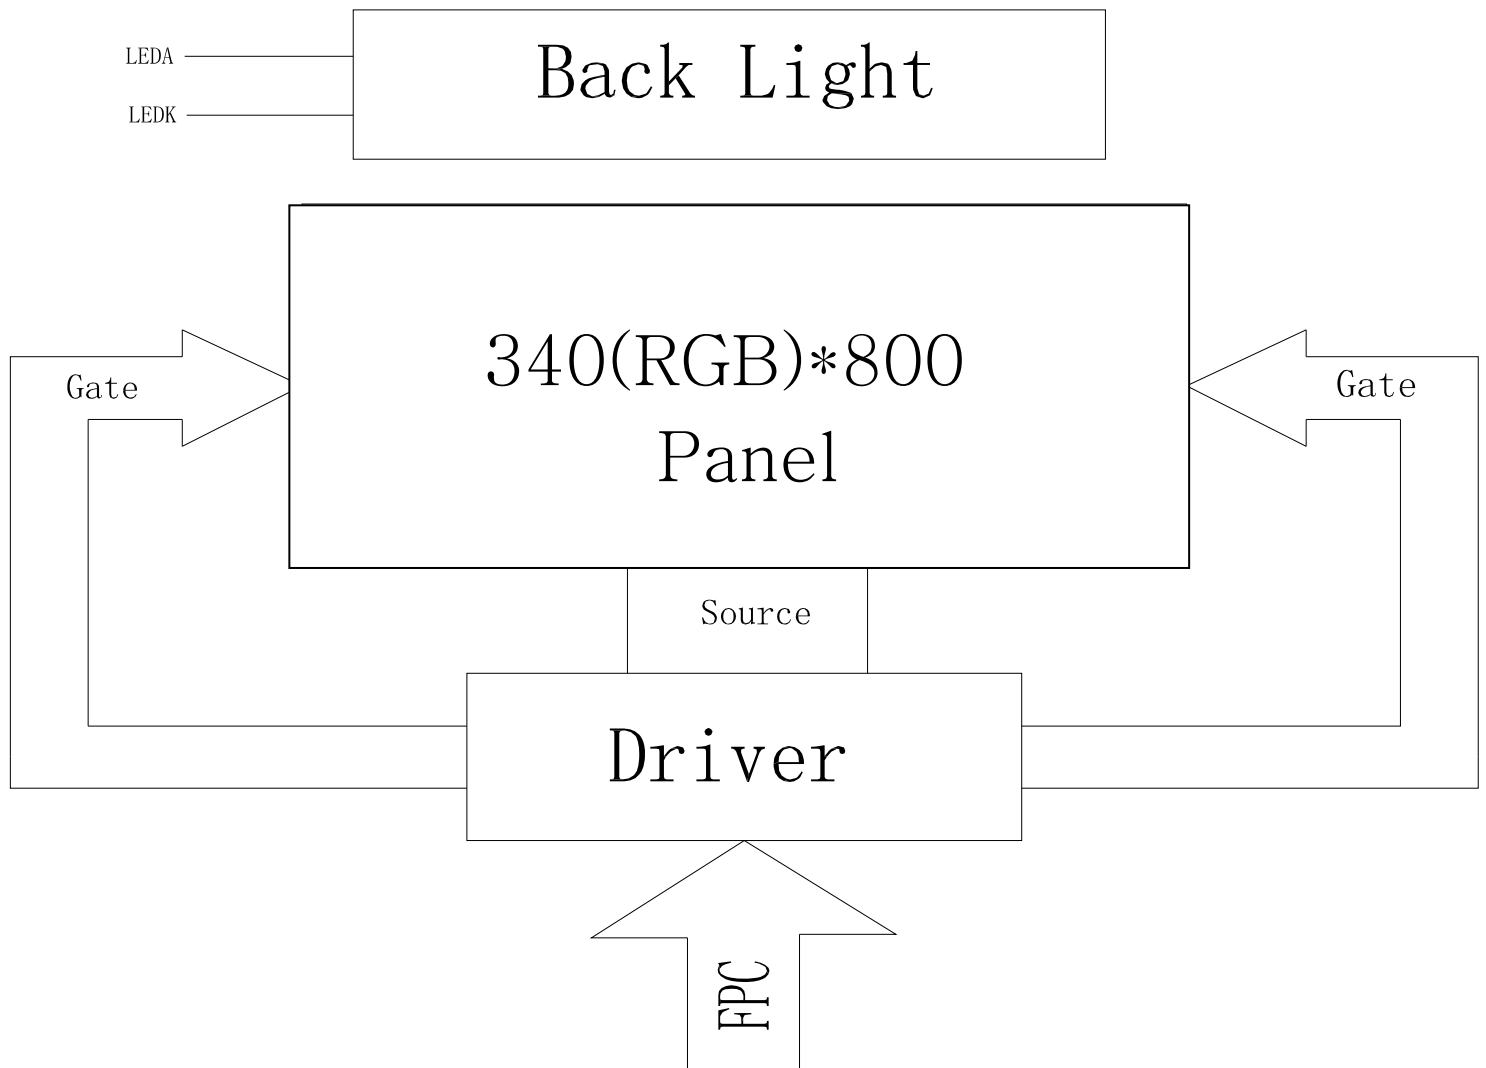 LEDA
Back Light
LEDK
340(RGB)*800
Gate
Gate
Panel
Source
Driver
FPC